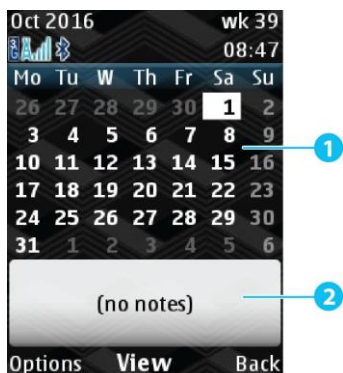 Oct 2016 wk 39
3G 08:47
Mo Tu W Th Fr Sa Su
26 27 28 29 30 1 2
3 4 5 6 7 8 9
10 11 12 13 14 15 16
17 18 19 20 21 22 23
24 25 26 27 28 29 30
31 1 2 3 4 5 6
1
(no notes)
2
Options View Back